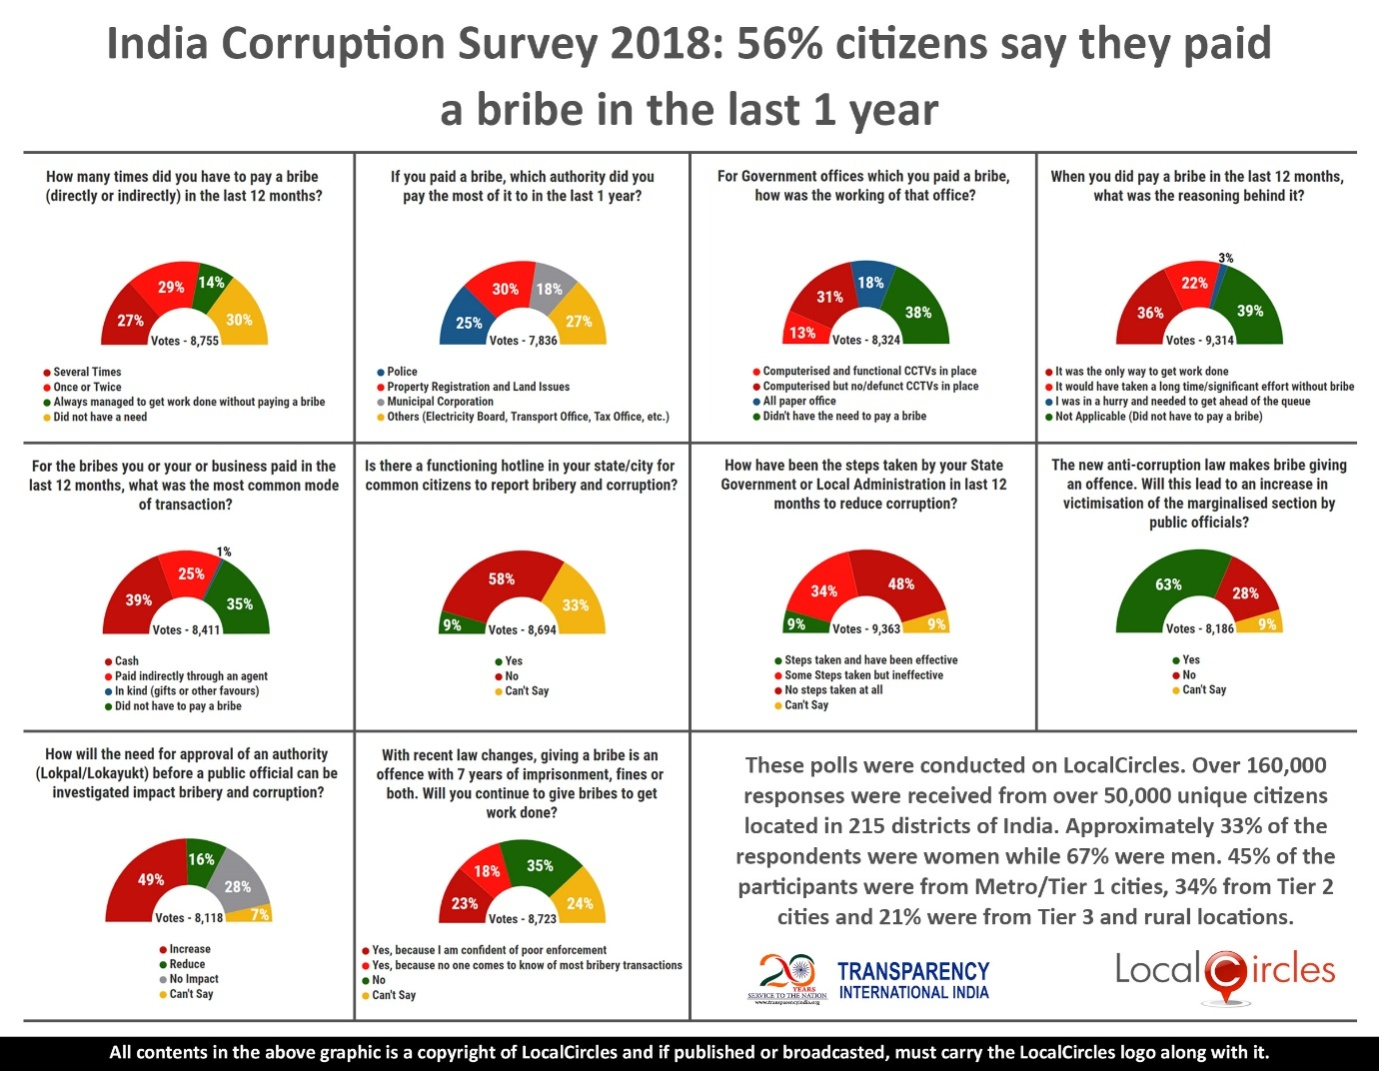 India Corruption Survey 2018: 56% citizens say they paid
a bribe in the last 1 year
How many times did you have to pay a bribe
(directly or indirectly) in the last 12 months?
27%
29%
14%
30%
Votes - 8,755
Several Times
Once or Twice
Always managed to get work done without paying a bribe
Did not have a need
If you paid a bribe, which authority did you
pay the most of it to in the last 1 year?
25%
30%
18%
27%
Votes - 7,836
Police
Property Registration and Land Issues
Municipal Corporation
Others (Electricity Board, Transport Office, Tax Office, etc.)
For Government offices which you paid a bribe,
how was the working of that office?
13%
31%
18%
38%
Votes - 8,324
Computerised and functional CCTVs in place
Computerised but no/defunct CCTVs in place
All paper office
Didn't have the need to pay a bribe
When you did pay a bribe in the last 12 months,
what was the reasoning behind it?
36%
22%
3%
39%
Votes - 9,314
It was the only way to get work done
It would have taken a long time/significant effort without bribe
I was in a hurry and needed to get ahead of the queue
Not Applicable (Did not have to pay a bribe)
For the bribes you or your or business paid in the
last 12 months, what was the most common mode
of transaction?
39%
25%
1%
35%
Votes - 8,411
Cash
Paid indirectly through an agent
In kind (gifts or other favours)
Did not have to pay a bribe
Is there a functioning hotline in your state/city for
common citizens to report bribery and corruption?
9%
58%
33%
Votes - 8,694
Yes
No
Can't Say
How have been the steps taken by your State
Government or Local Administration in last 12
months to reduce corruption?
9%
34%
48%
9%
Votes - 9,363
Steps taken and have been effective
Some Steps taken but ineffective
No steps taken at all
Can't Say
The new anti-corruption law makes bribe giving
an offence. Will this lead to an increase in
victimisation of the marginalised section by
public officials?
63%
28%
9%
Votes - 8,186
Yes
No
Can't Say
How will the need for approval of an authority
(Lokpal/Lokayukt) before a public official can be
investigated impact bribery and corruption?
49%
16%
28%
7%
Votes - 8,118
Increase
Reduce
No Impact
Can't Say
With recent law changes, giving a bribe is an
offence with 7 years of imprisonment, fines or
both. Will you continue to give bribes to get
work done?
23%
18%
35%
24%
Votes - 8,723
Yes, because I am confident of poor enforcement
Yes, because no one comes to know of most bribery transactions
No
Can't Say
These polls were conducted on LocalCircles. Over 160,000
responses were received from over 50,000 unique citizens
located in 215 districts of India. Approximately 33% of the
respondents were women while 67% were men. 45% of the
participants were from Metro/Tier 1 cities, 34% from Tier 2
cities and 21% were from Tier 3 and rural locations.
20
YEARS
SERVICE TO THE NATION
www.transparencyindia.org
TRANSPARENCY
INTERNATIONAL INDIA
LocalCircles
All contents in the above graphic is a copyright of LocalCircles and if published or broadcasted, must carry the LocalCircles logo along with it.